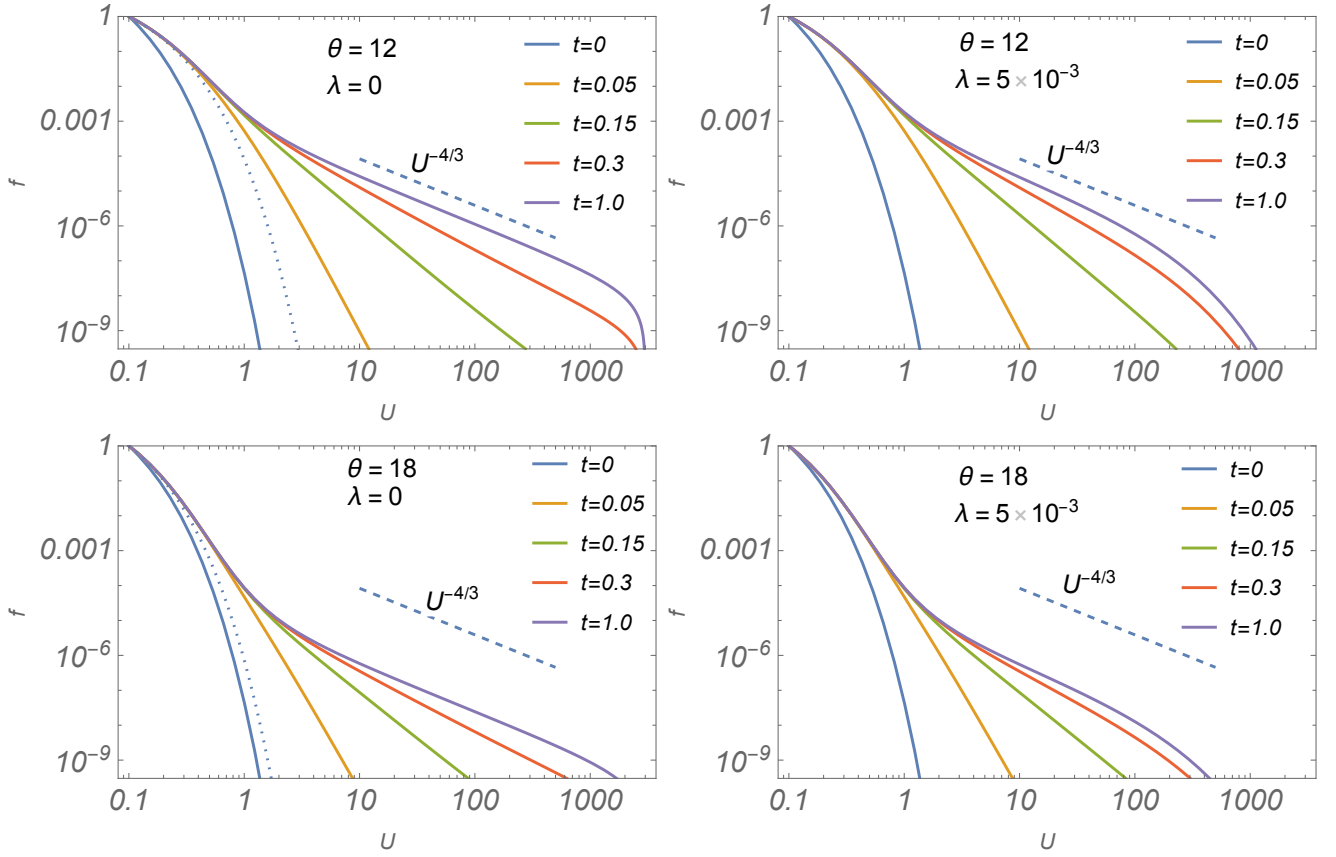 1
0.001
10⁻⁶
10⁻⁹
f
θ = 12
λ = 0
t=0
t=0.05
t=0.15
t=0.3
t=1.0
U⁻⁴/³
0.1
1
10
100
1000
U
1
0.001
10⁻⁶
10⁻⁹
f
θ = 12
λ = 5 × 10⁻³
t=0
t=0.05
t=0.15
t=0.3
t=1.0
U⁻⁴/³
0.1
1
10
100
1000
U
1
0.001
10⁻⁶
10⁻⁹
f
θ = 18
λ = 0
t=0
t=0.05
t=0.15
t=0.3
t=1.0
U⁻⁴/³
0.1
1
10
100
1000
U
1
0.001
10⁻⁶
10⁻⁹
f
θ = 18
λ = 5 × 10⁻³
t=0
t=0.05
t=0.15
t=0.3
t=1.0
U⁻⁴/³
0.1
1
10
100
1000
U